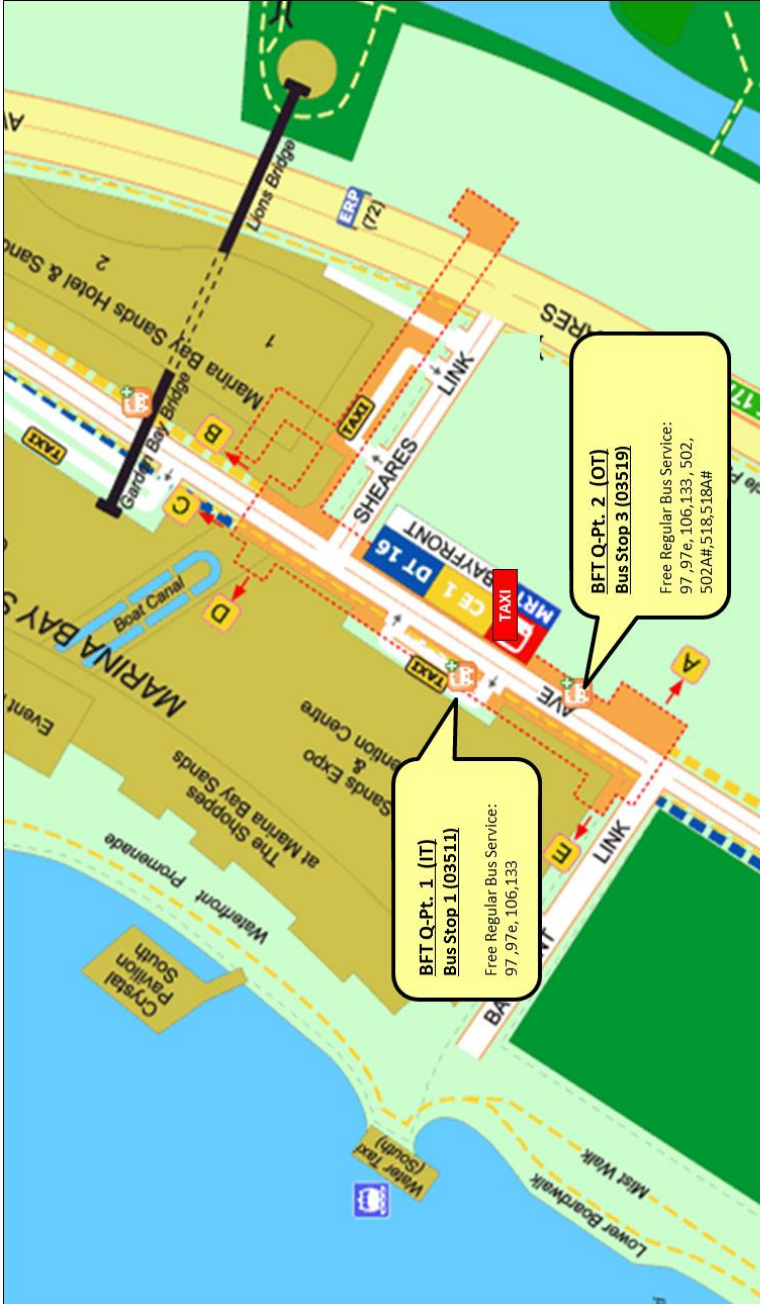 AV
Lions Bridge
ERP
(72)
2
Marina Bay Sands Hotel &
1
TAXI
Garden Bay Bridge
B
C
D
TAXI
LINK
SHEARES
DT 16
CE 1
BAYFRONT
MRT
TAXI
TAXI
AVE
A
E
LINK
Boat Canal
MARINA BAY S
Event
Sands Expo
&
ention Centre
The Shoppes
at Marina Bay Sands
Waterfront Promenade
Crystal
Pavilion
South
Water Taxi
(South)
Mist Walk
Lower Boardwalk
BFT Q-Pt. 1 (IT)
Bus Stop 1 (03511)
Free Regular Bus Service:
97 ,97e, 106,133
BFT Q-Pt. 2 (OT)
Bus Stop 3 (03519)
Free Regular Bus Service:
97 ,97e, 106,133 , 502,
502A#,518,518A#